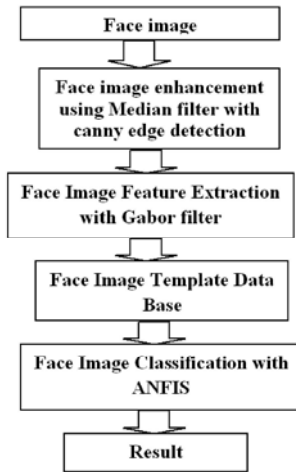 Face image
Face image enhancement
using Median filter with
canny edge detection
Face Image Feature Extraction
with Gabor filter
Face Image Template Data
Base
Face Image Classification with
ANFIS
Result